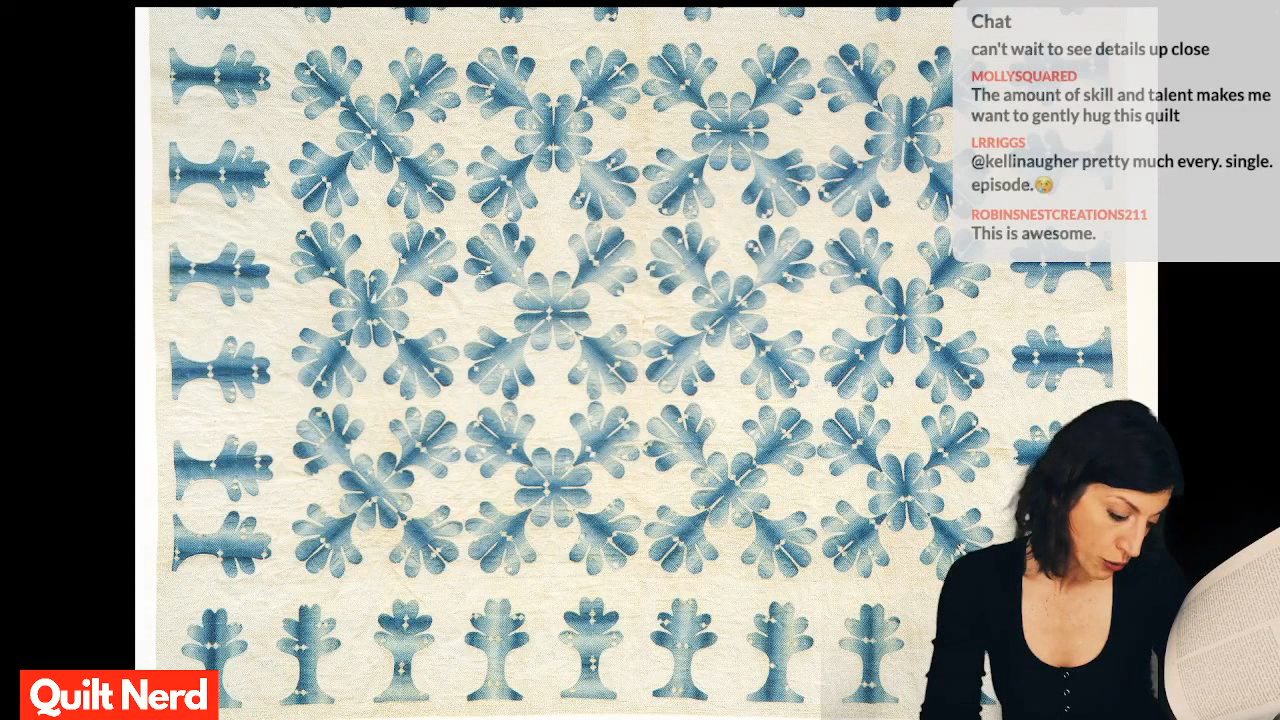 Chat
can't wait to see details up close
MOLLYSQUARED
The amount of skill and talent makes me
want to gently hug this quilt
LRRIGGS
@kellinaugher pretty much every. single.
episode.😢
ROBINSNESTCREATIONS211
This is awesome.
Quilt Nerd